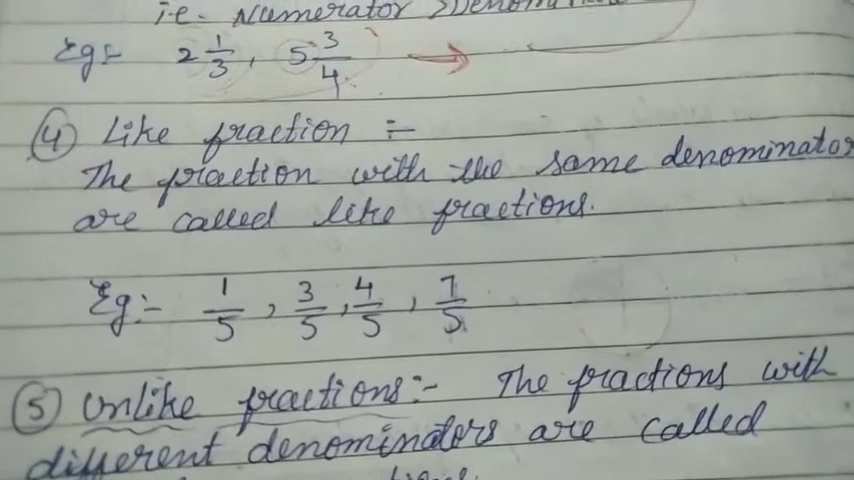 i.e. Numerator > Denomin
Eg:- 2 1/3, 5 3/4 →
④ Like fraction :-
The fraction with the same denominator
are called like fractions.
Eg:- 1/5, 3/5, 4/5, 7/5
⑤ Unlike fractions:- The fractions with
different denominators are called